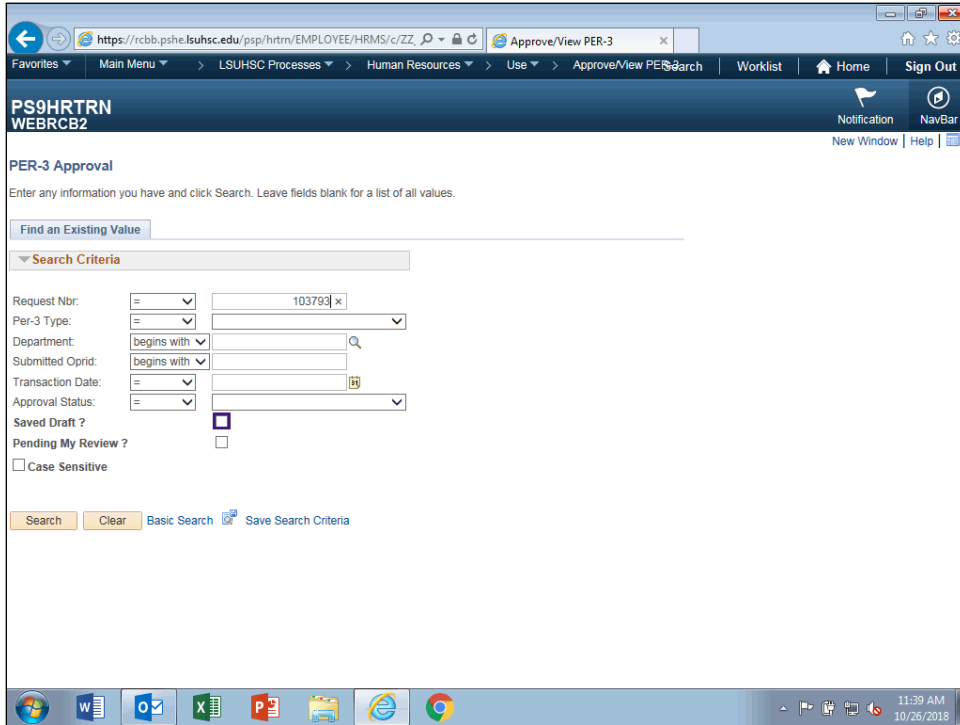 https://rcbb.pshe.lsuhsc.edu/psp/hrtrn/EMPLOYEE/HRMS/c/ZZ_
Approve/View PER-3
Favorites Main Menu > LSUHSC Processes > Human Resources > Use > Approve/View PER-3 Search Worklist Home Sign Out
PS9HRTRN
WEBRCB2
Notification NavBar
New Window | Help
PER-3 Approval
Enter any information you have and click Search. Leave fields blank for a list of all values.
Find an Existing Value
Search Criteria
Request Nbr: = 103793
Per-3 Type: =
Department: begins with
Submitted Oprid: begins with
Transaction Date: = 31
Approval Status: =
Saved Draft ?
Pending My Review ?
Case Sensitive
Search Clear Basic Search Save Search Criteria
11:39 AM
10/26/2018